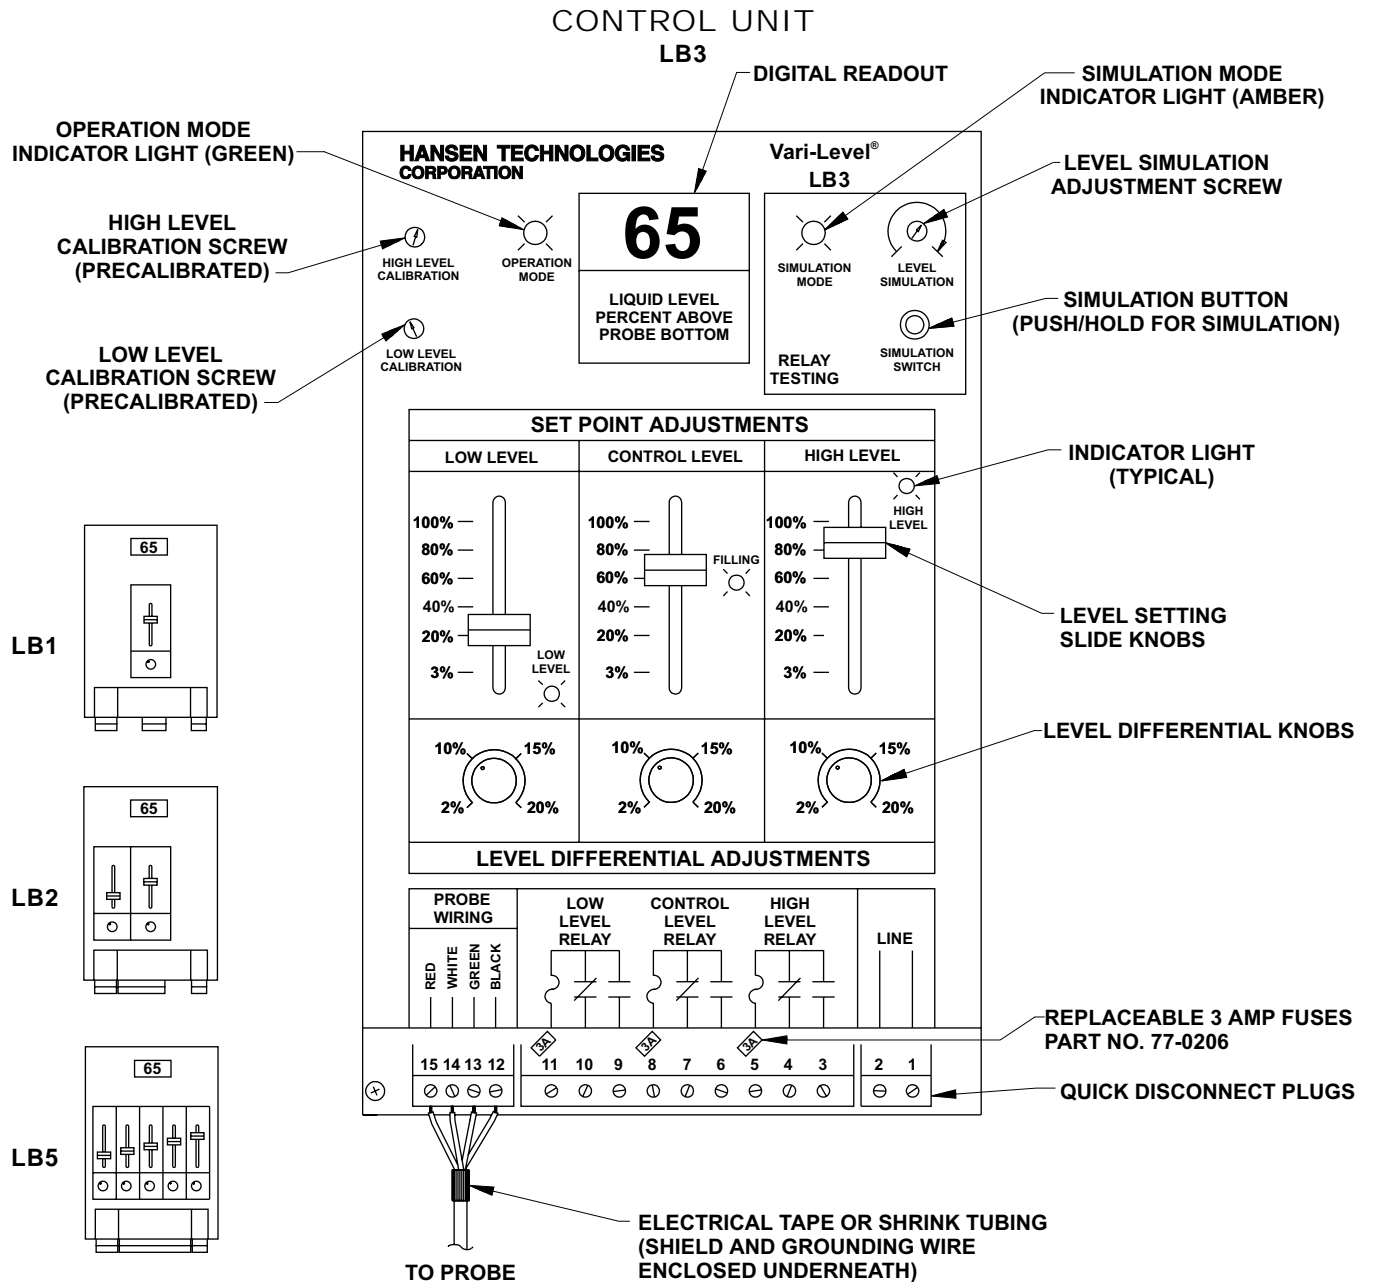 CONTROL UNIT
LB3
DIGITAL READOUT
SIMULATION MODE
INDICATOR LIGHT (AMBER)
OPERATION MODE
INDICATOR LIGHT (GREEN)
HANSEN TECHNOLOGIES
CORPORATION
Vari-Level®
LB3
LEVEL SIMULATION
ADJUSTMENT SCREW
HIGH LEVEL
CALIBRATION SCREW
(PRECALIBRATED)
HIGH LEVEL
CALIBRATION
OPERATION
MODE
65
SIMULATION
MODE
LEVEL
SIMULATION
LIQUID LEVEL
PERCENT ABOVE
PROBE BOTTOM
SIMULATION BUTTON
(PUSH/HOLD FOR SIMULATION)
LOW LEVEL
CALIBRATION SCREW
(PRECALIBRATED)
LOW LEVEL
CALIBRATION
SIMULATION
SWITCH
RELAY
TESTING
SET POINT ADJUSTMENTS
LOW LEVEL
CONTROL LEVEL
HIGH LEVEL
INDICATOR LIGHT
(TYPICAL)
100%
80%
60%
40%
20%
3%
LOW
LEVEL
100%
80%
60%
40%
20%
3%
FILLING
100%
80%
60%
40%
20%
3%
HIGH
LEVEL
LEVEL SETTING
SLIDE KNOBS
10%
15%
2%
20%
10%
15%
2%
20%
10%
15%
2%
20%
LEVEL DIFFERENTIAL KNOBS
LEVEL DIFFERENTIAL ADJUSTMENTS
PROBE
WIRING
RED
WHITE
GREEN
BLACK
LOW
LEVEL
RELAY
CONTROL
LEVEL
RELAY
HIGH
LEVEL
RELAY
LINE
3A
3A
3A
REPLACEABLE 3 AMP FUSES
PART NO. 77-0206
15 14 13 12 11 10 9 8 7 6 5 4 3 2 1
QUICK DISCONNECT PLUGS
ELECTRICAL TAPE OR SHRINK TUBING
(SHIELD AND GROUNDING WIRE
ENCLOSED UNDERNEATH)
TO PROBE
65
LB1
65
LB2
65
LB5